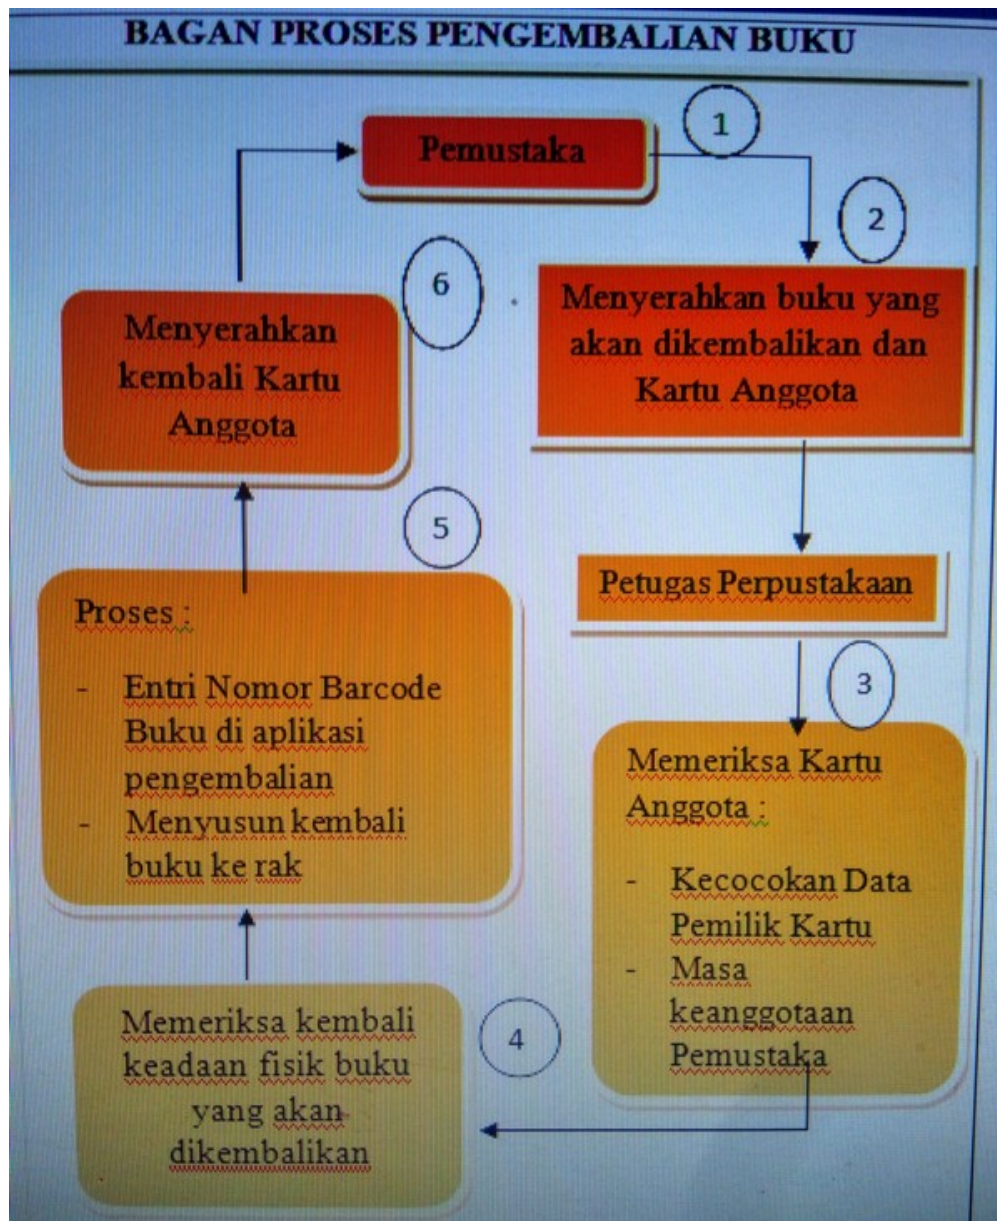 BAGAN PROSES PENGEMBALIAN BUKU
Pemustaka
1
2
Menyerahkan buku yang
akan dikembalikan dan
Kartu Anggota
Petugas Perpustakaan
3
Memeriksa Kartu
Anggota :
- Kecocokan Data
Pemilik Kartu
- Masa
keanggotaan
Pemustaka
4
Memeriksa kembali
keadaan fisik buku
yang akan
dikembalikan
5
Proses :
- Entri Nomor Barcode
Buku di aplikasi
pengembalian
- Menyusun kembali
buku ke rak
6
Menyerahkan
kembali Kartu
Anggota